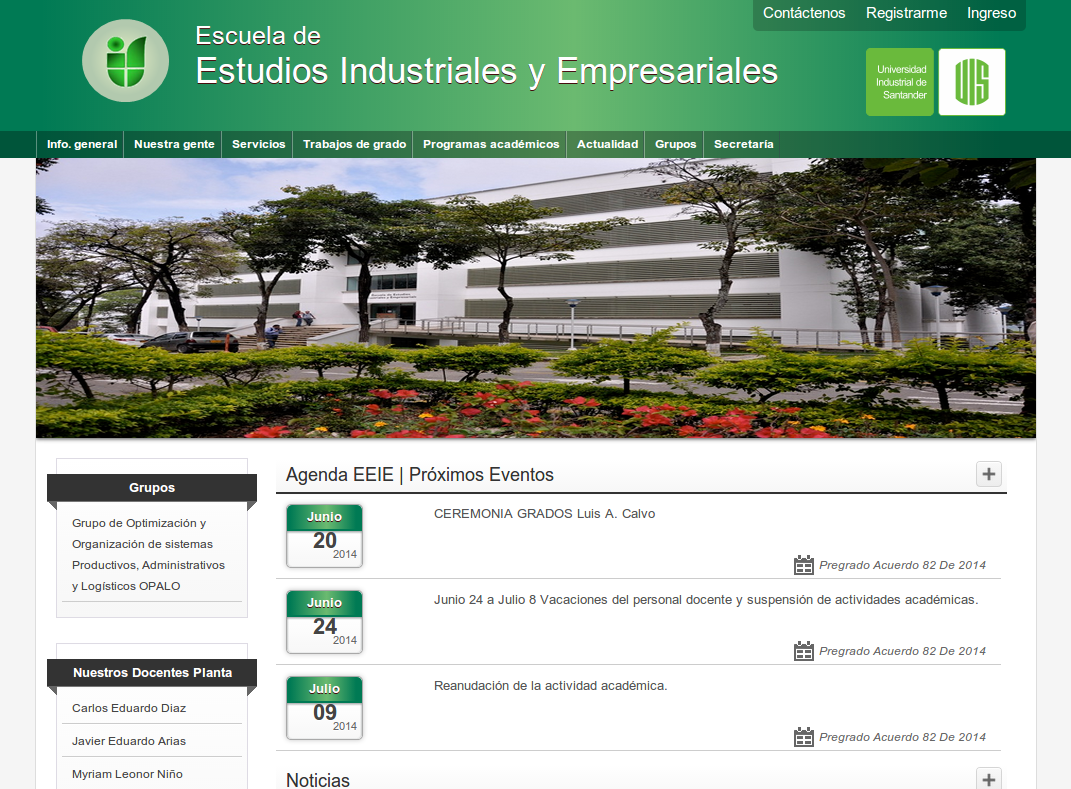 Contáctenos Registrarme Ingreso
Escuela de
Estudios Industriales y Empresariales
Universidad
Industrial de
Santander
UIS
Info. general Nuestra gente Servicios Trabajos de grado Programas académicos Actualidad Grupos Secretaría
Grupos
Grupo de Optimización y
Organización de sistemas
Productivos, Administrativos
y Logísticos OPALO
Nuestros Docentes Planta
Carlos Eduardo Diaz
Javier Eduardo Arias
Myriam Leonor Niño
Agenda EEIE | Próximos Eventos
Junio
20
2014
CEREMONIA GRADOS Luis A. Calvo
Pregrado Acuerdo 82 De 2014
Junio
24
2014
Junio 24 a Julio 8 Vacaciones del personal docente y suspensión de actividades académicas.
Pregrado Acuerdo 82 De 2014
Julio
09
2014
Reanudación de la actividad académica.
Pregrado Acuerdo 82 De 2014
Noticias